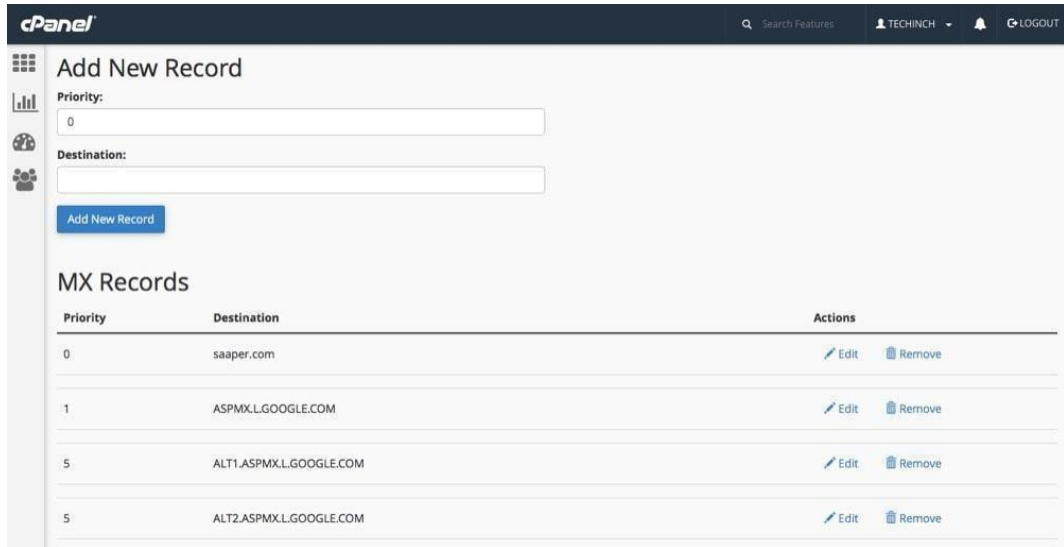 cPanel
Search Features
TECHINCH
LOGOUT
Add New Record
Priority:
0
Destination:
Add New Record
MX Records
Priority Destination Actions
0 saaper.com Edit Remove
1 ASPMX.L.GOOGLE.COM Edit Remove
5 ALT1.ASPMX.L.GOOGLE.COM Edit Remove
5 ALT2.ASPMX.L.GOOGLE.COM Edit Remove